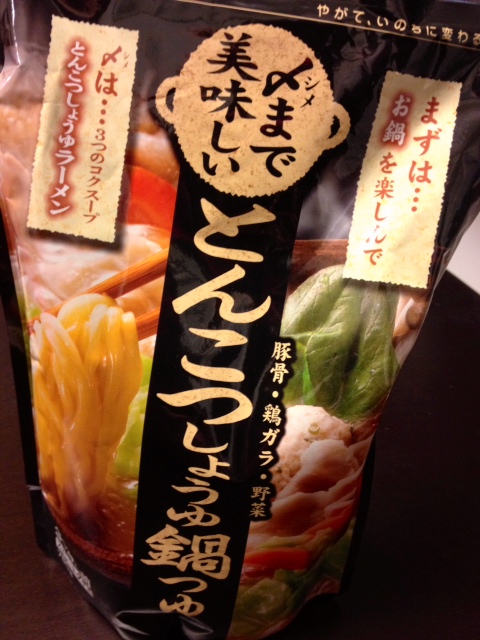 やがて、いのちに変わる
〆まで
シメ
美味しい
まずは…
お鍋を楽しんで
〆は…
シメ
3つのコクスープ
とんこつしょうゆラーメン
とんこつしょうゆ鍋つゆ
豚骨・鶏ガラ・野菜